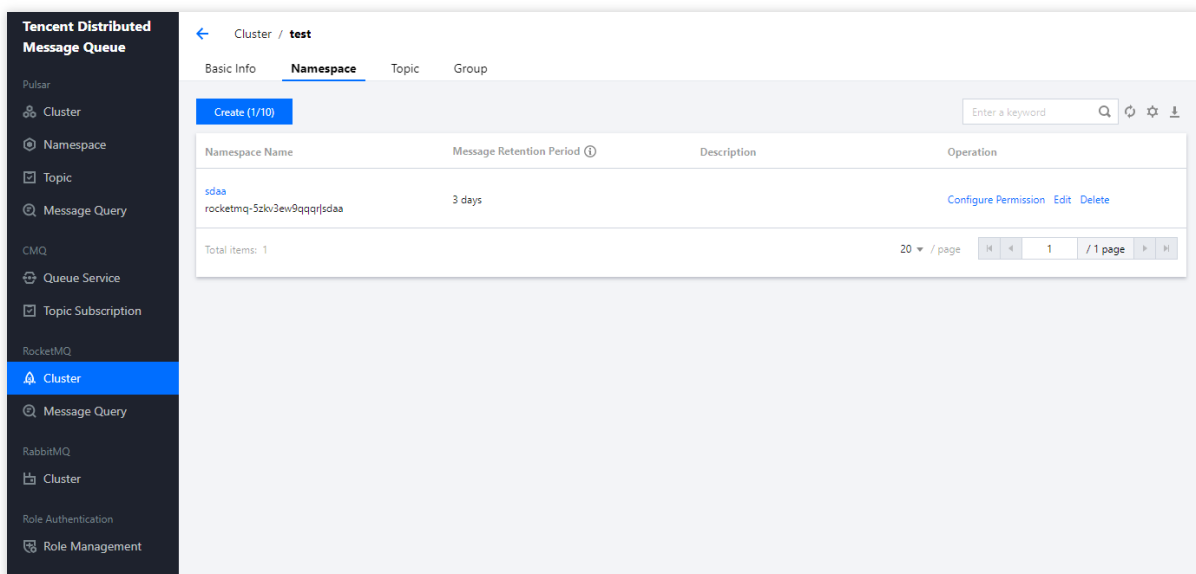 Tencent Distributed
Message Queue
Pulsar
Cluster
Namespace
Topic
Message Query
CMQ
Queue Service
Topic Subscription
RocketMQ
Cluster
Message Query
RabbitMQ
Cluster
Role Authentication
Role Management
Cluster / test
Basic Info Namespace Topic Group
Create (1/10) Enter a keyword
Namespace Name Message Retention Period Description Operation
sdaa
rocketmq-5zkv3ew9qqqr|sdaa 3 days Configure Permission Edit Delete
Total items: 1 20 / page 1 / 1 page